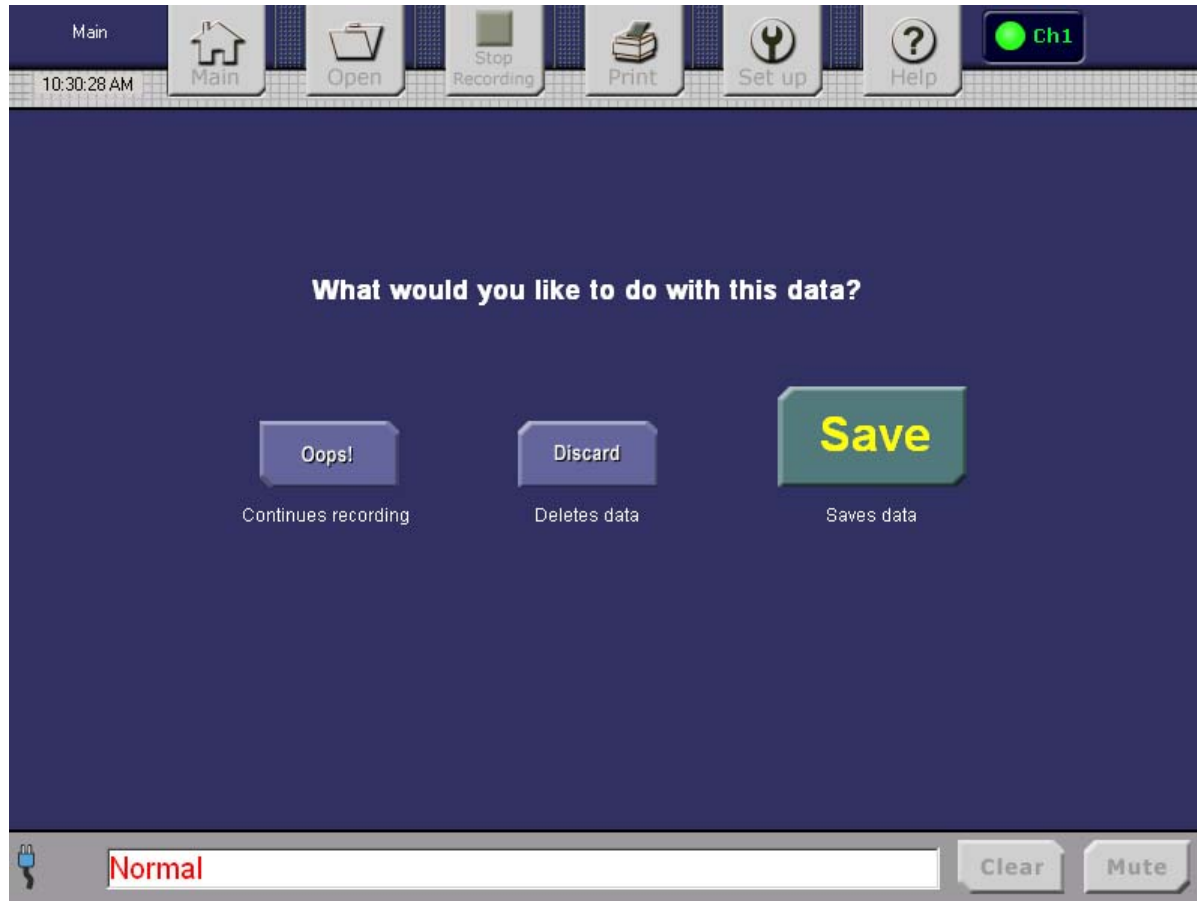 Main
10:30:28 AM
Main
Open
Stop
Recording
Print
Set up
?
Help
Ch1
What would you like to do with this data?
Oops!
Discard
Save
Continues recording
Deletes data
Saves data
Normal
Clear
Mute